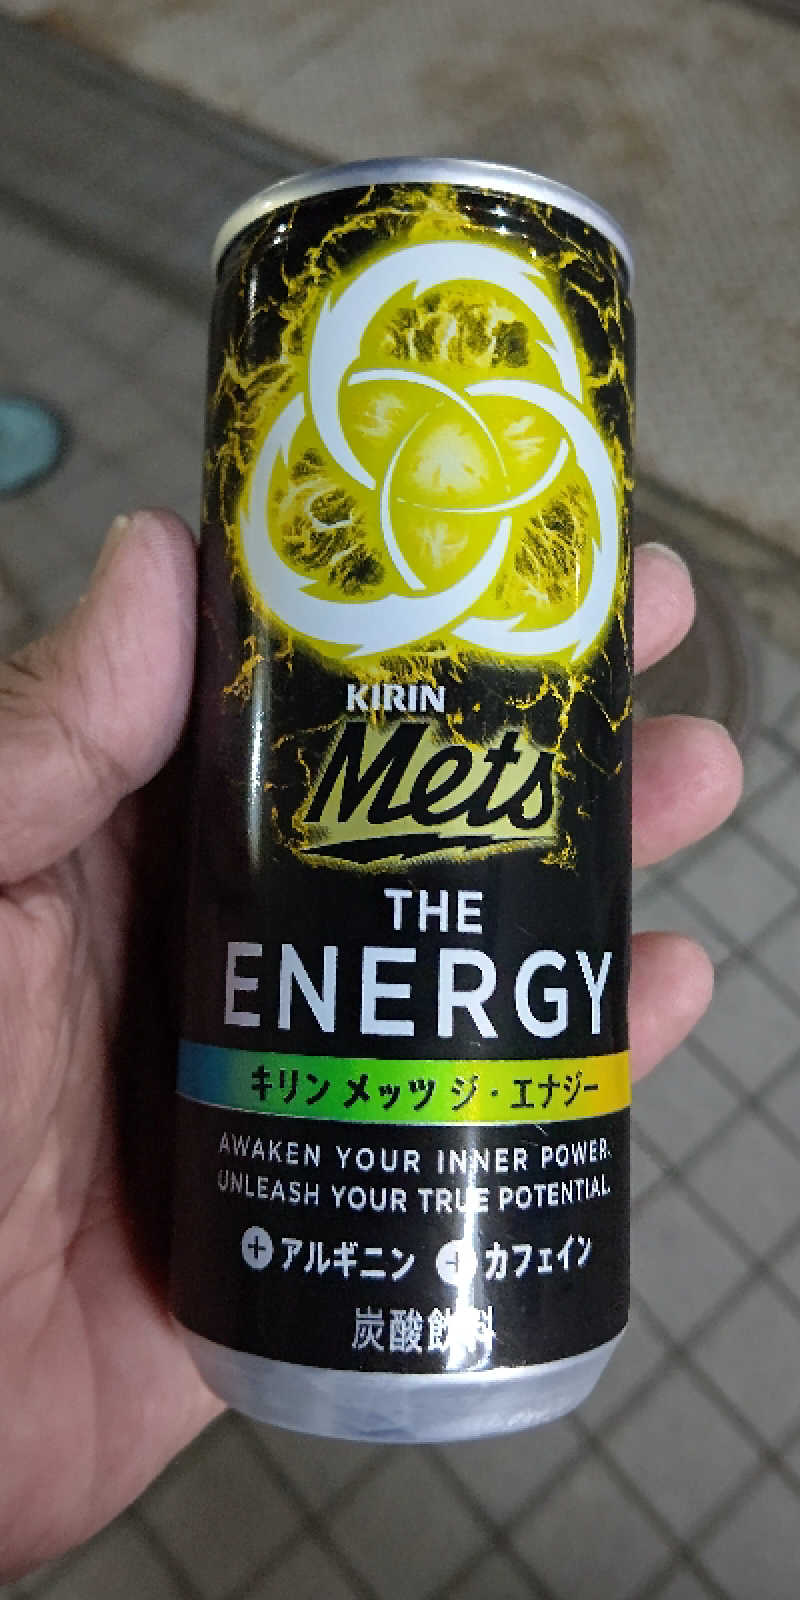 KIRIN
Mets
THE
ENERGY
キリン メッツ ジ・エナジー
AWAKEN YOUR INNER POWER.
UNLEASH YOUR TRUE POTENTIAL.
+ アルギニン + カフェイン
炭酸飲料